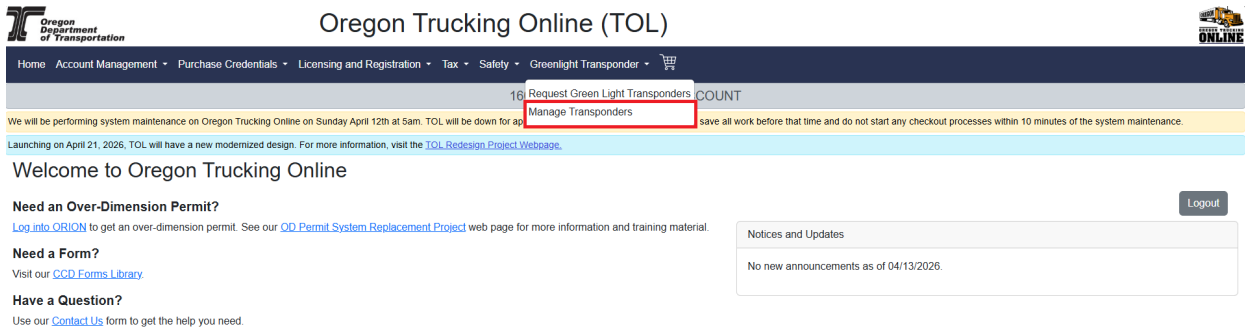 Oregon
Department
of Transportation
Oregon Trucking Online (TOL)
OREGON TRUCKING
ONLINE
Home Account Management Purchase Credentials Licensing and Registration Tax Safety Greenlight Transponder
Request Green Light Transponders
Manage Transponders
16 COUNT
We will be performing system maintenance on Oregon Trucking Online on Sunday April 12th at 5am. TOL will be down for ap save all work before that time and do not start any checkout processes within 10 minutes of the system maintenance.
Launching on April 21, 2026, TOL will have a new modernized design. For more information, visit the TOL Redesign Project Webpage.
Welcome to Oregon Trucking Online
Logout
Need an Over-Dimension Permit?
Log into ORION to get an over-dimension permit. See our OD Permit System Replacement Project web page for more information and training material.
Need a Form?
Visit our CCD Forms Library.
Have a Question?
Use our Contact Us form to get the help you need.
Notices and Updates
No new announcements as of 04/13/2026.